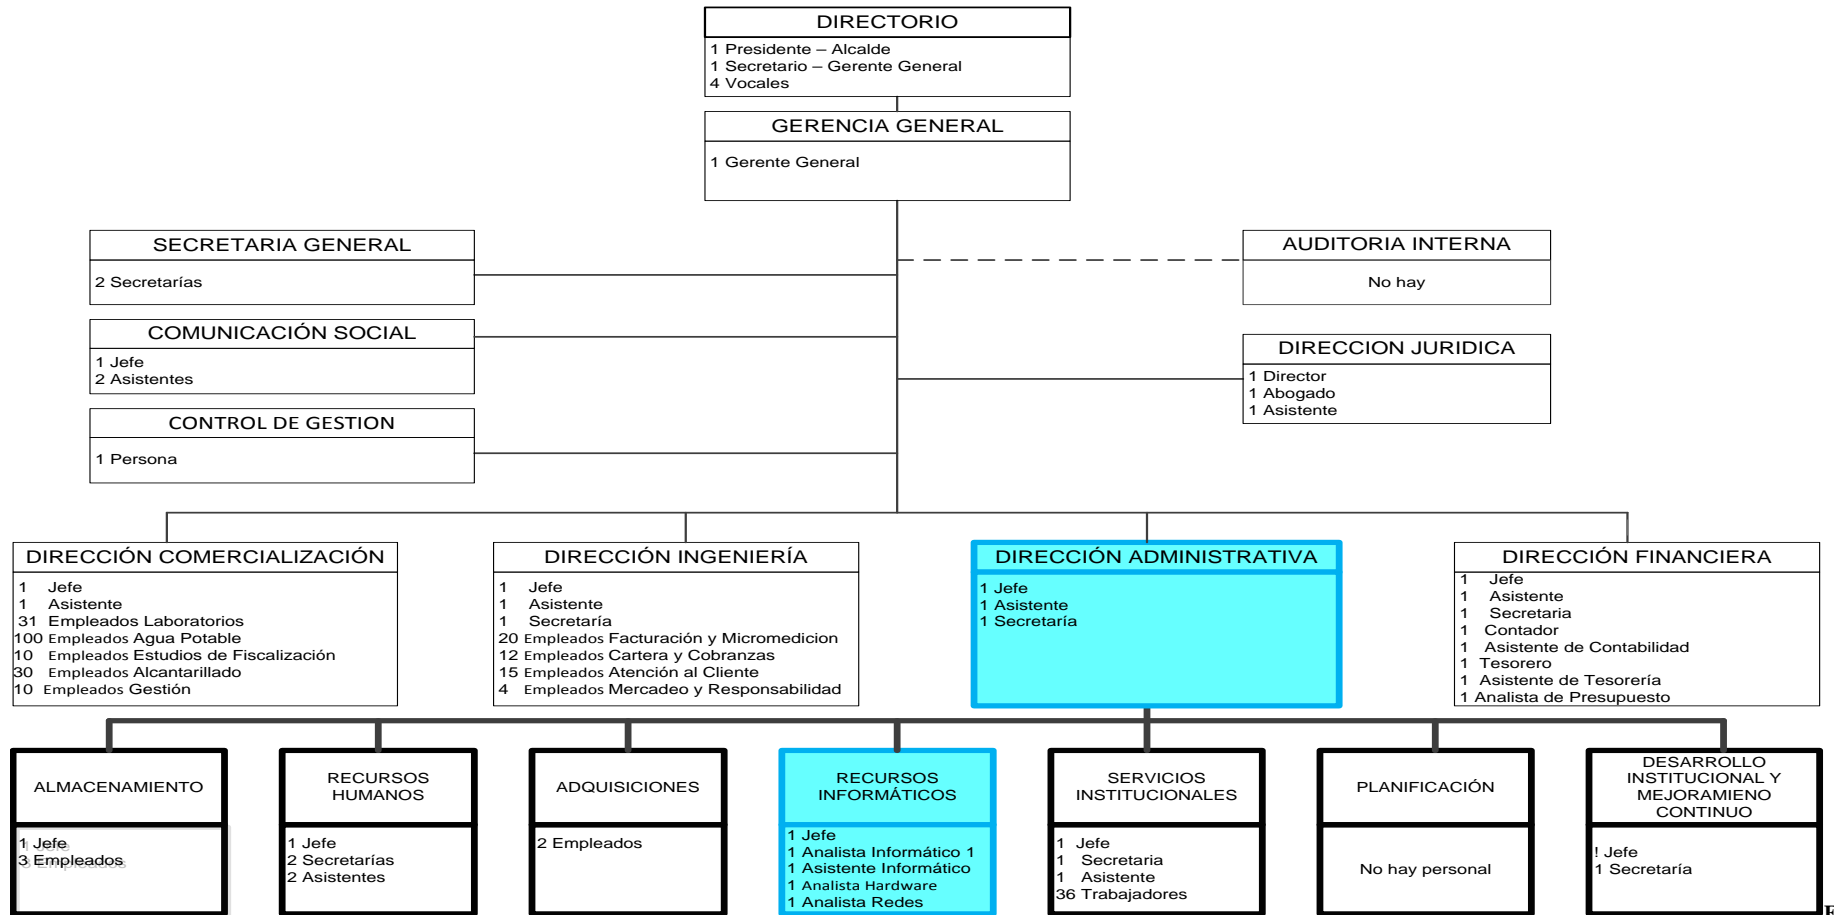 DIRECTORIO
1 Presidente – Alcalde
1 Secretario – Gerente General
4 Vocales
GERENCIA GENERAL
1 Gerente General
SECRETARIA GENERAL
2 Secretarías
AUDITORIA INTERNA
No hay
COMUNICACIÓN SOCIAL
1 Jefe
2 Asistentes
DIRECCION JURIDICA
1 Director
1 Abogado
1 Asistente
CONTROL DE GESTION
1 Persona
DIRECCIÓN COMERCIALIZACIÓN
1 Jefe
1 Asistente
31 Empleados Laboratorios
100 Empleados Agua Potable
10 Empleados Estudios de Fiscalización
30 Empleados Alcantarillado
10 Empleados Gestión
DIRECCIÓN INGENIERÍA
1 Jefe
1 Asistente
1 Secretaría
20 Empleados Facturación y Micromedicion
12 Empleados Cartera y Cobranzas
15 Empleados Atención al Cliente
4 Empleados Mercadeo y Responsabilidad
DIRECCIÓN ADMINISTRATIVA
1 Jefe
1 Asistente
1 Secretaría
DIRECCIÓN FINANCIERA
1 Jefe
1 Asistente
1 Secretaria
1 Contador
1 Asistente de Contabilidad
1 Tesorero
1 Asistente de Tesorería
1 Analista de Presupuesto
ALMACENAMIENTO
1 Jefe
3 Empleados
RECURSOS
HUMANOS
1 Jefe
2 Secretarías
2 Asistentes
ADQUISICIONES
2 Empleados
RECURSOS
INFORMÁTICOS
1 Jefe
1 Analista Informático 1
1 Asistente Informático
1 Analista Hardware
1 Analista Redes
SERVICIOS
INSTITUCIONALES
1 Jefe
1 Secretaria
1 Asistente
36 Trabajadores
PLANIFICACIÓN
No hay personal
DESARROLLO
INSTITUCIONAL Y
MEJORAMIENO
CONTINUO
! Jefe
1 Secretaría